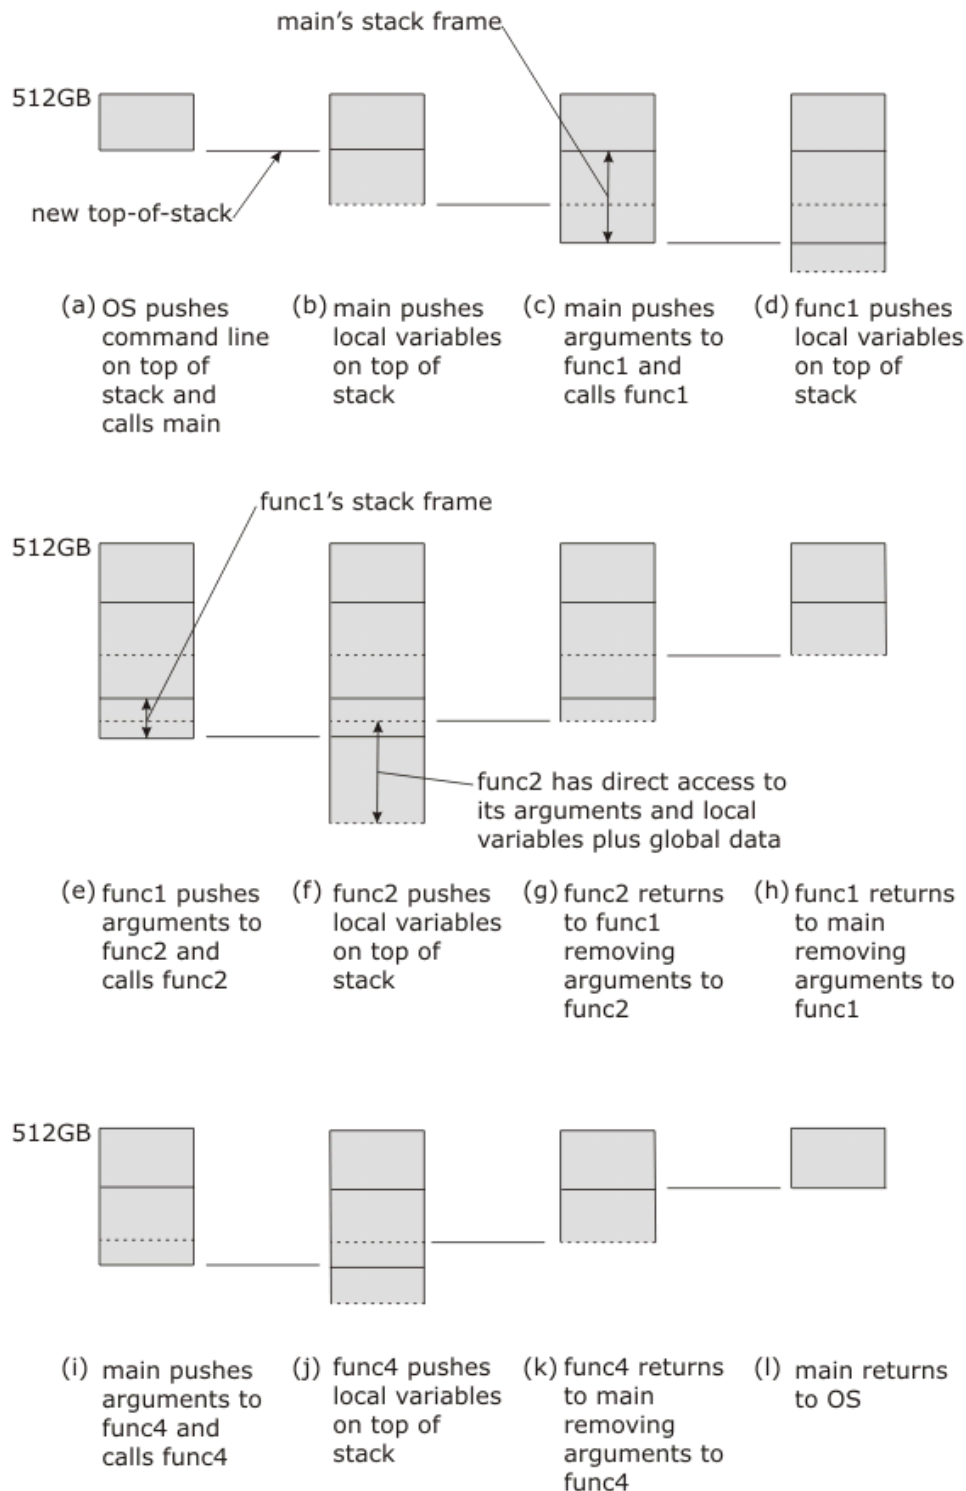 main's stack frame
512GB
new top-of-stack
(a) OS pushes
command line
on top of
stack and
calls main
(b) main pushes
local variables
on top of
stack
(c) main pushes
arguments to
func1 and
calls func1
(d) func1 pushes
local variables
on top of
stack
func1's stack frame
512GB
func2 has direct access to
its arguments and local
variables plus global data
(e) func1 pushes
arguments to
func2 and
calls func2
(f) func2 pushes
local variables
on top of
stack
(g) func2 returns
to func1
removing
arguments to
func2
(h) func1 returns
to main
removing
arguments to
func1
512GB
(i) main pushes
arguments to
func4 and
calls func4
(j) func4 pushes
local variables
on top of
stack
(k) func4 returns
to main
removing
arguments to
func4
(l) main returns
to OS